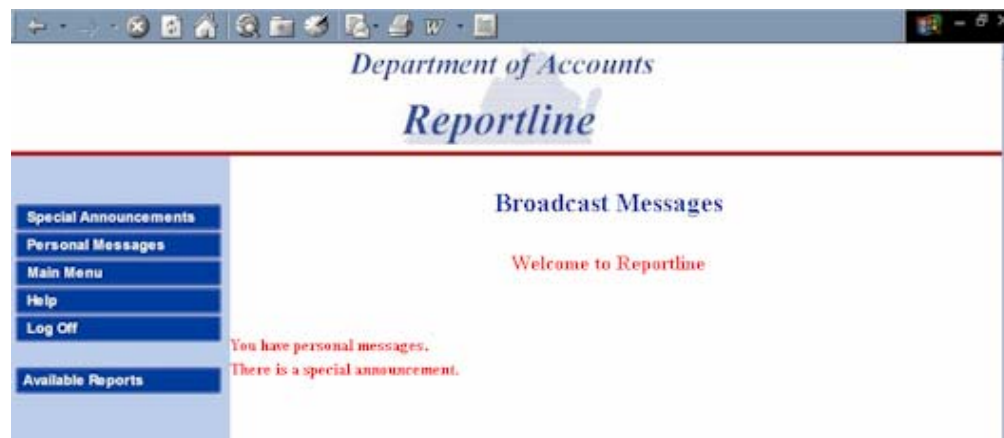 Department of Accounts
Reportline
Special Announcements
Personal Messages
Main Menu
Help
Log Off
Available Reports
Broadcast Messages
Welcome to Reportline
You have personal messages.
There is a special announcement.